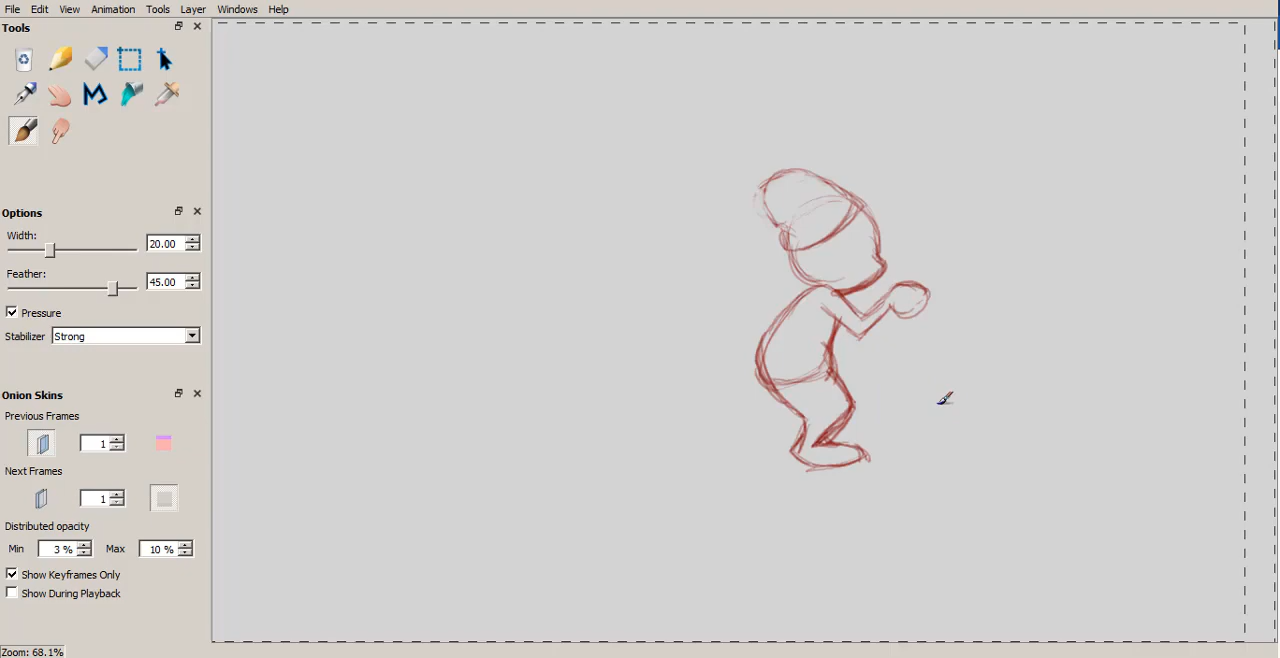 File Edit View Animation Tools Layer Windows Help
Tools
Options
Width:
20.00
Feather:
45.00
Pressure
Stabilizer Strong
Onion Skins
Previous Frames
1
Next Frames
1
Distributed opacity
Min 3 % Max 10 %
Show Keyframes Only
Show During Playback
Zoom: 68.1%